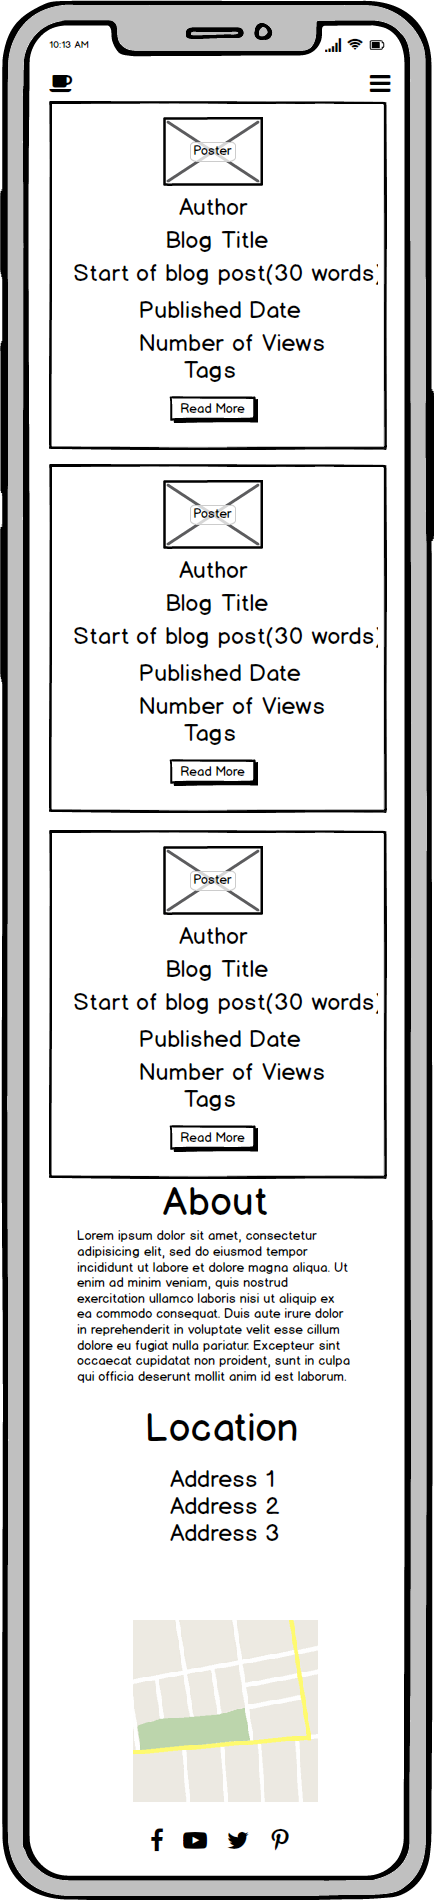 10:13 AM
Poster
Author
Blog Title
Start of blog post(30 words)
Published Date
Number of Views
Tags
Read More
Poster
Author
Blog Title
Start of blog post(30 words)
Published Date
Number of Views
Tags
Read More
Poster
Author
Blog Title
Start of blog post(30 words)
Published Date
Number of Views
Tags
Read More
About
Lorem ipsum dolor sit amet, consectetur
adipisicing elit, sed do eiusmod tempor
incididunt ut labore et dolore magna aliqua. Ut
enim ad minim veniam, quis nostrud
exercitation ullamco laboris nisi ut aliquip ex
ea commodo consequat. Duis aute irure dolor
in reprehenderit in voluptate velit esse cillum
dolore eu fugiat nulla pariatur. Excepteur sint
occaecat cupidatat non proident, sunt in culpa
qui officia deserunt mollit anim id est laborum.
Location
Address 1
Address 2
Address 3